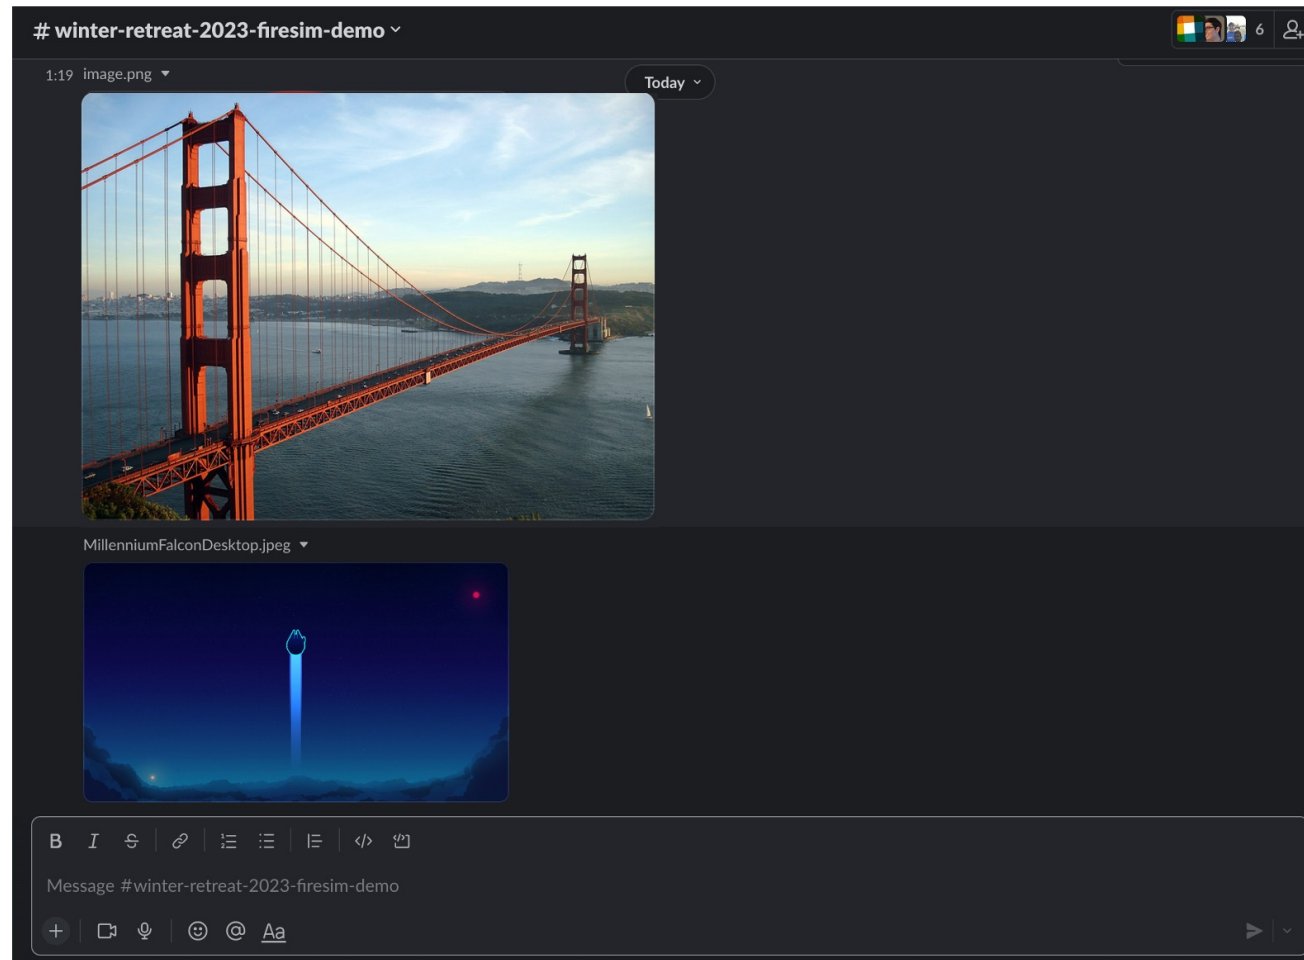 # winter-retreat-2023-firesim-demo
6
1:19 image.png
Today
MillenniumFalconDesktop.jpeg
B I S
Message #winter-retreat-2023-firesim-demo
@ Aa